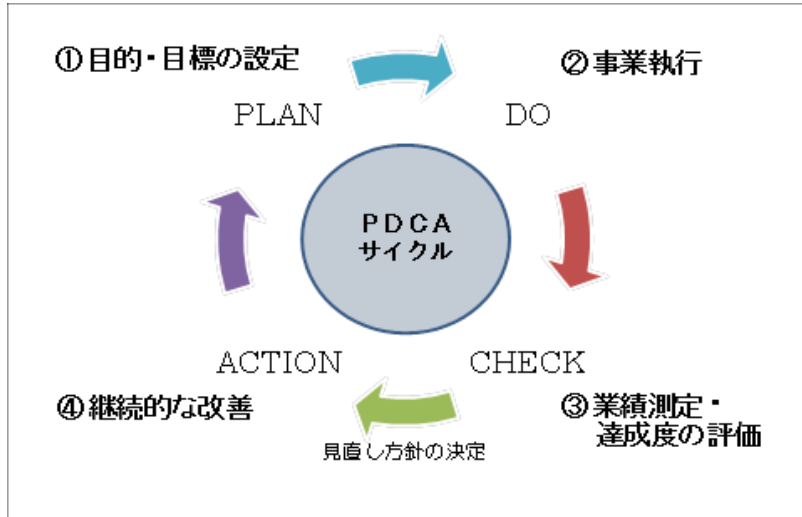 ①目的・目標の設定
②事業執行
PLAN
DO
PDCA
サイクル
ACTION
CHECK
④継続的な改善
③業績測定・
達成度の評価
見直し方針の決定